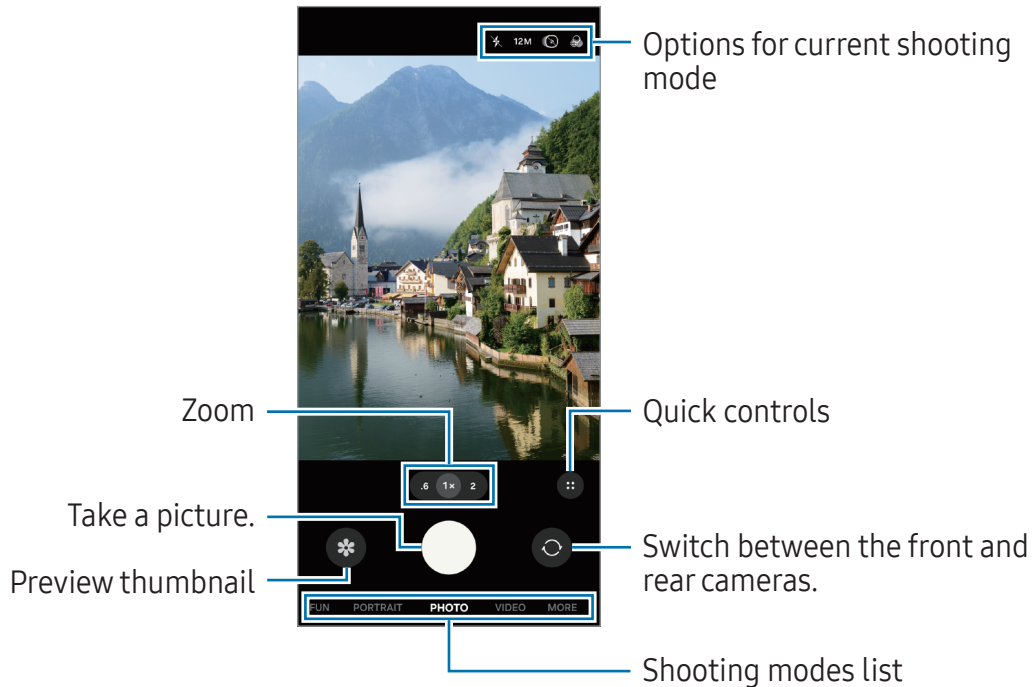 12M
Options for current shooting
mode
Zoom
Quick controls
.6 1× 2
Take a picture.
Switch between the front and
rear cameras.
Preview thumbnail
FUN PORTRAIT PHOTO VIDEO MORE
Shooting modes list